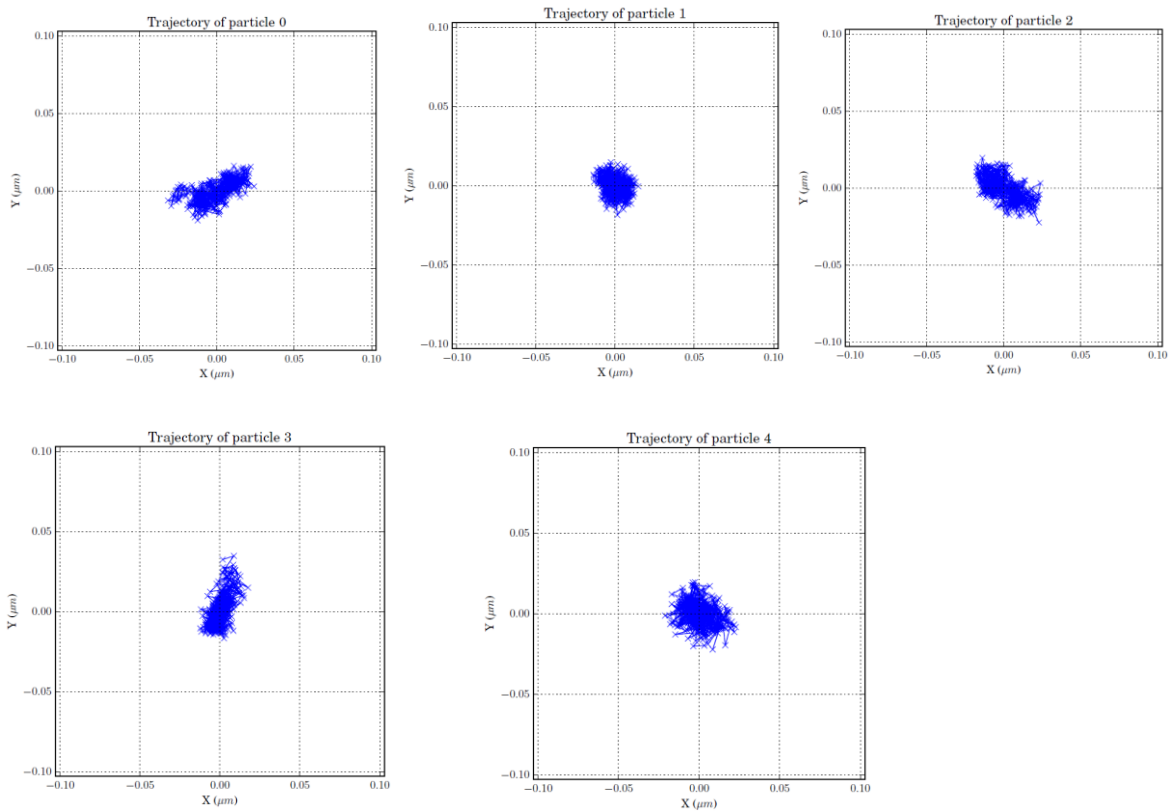 Trajectory of particle 0
0.10
0.05
0.00
−0.05
−0.10
Y (μm)
−0.10 −0.05 0.00 0.05 0.10
X (μm)
Trajectory of particle 1
0.10
0.05
0.00
−0.05
−0.10
Y (μm)
−0.10 −0.05 0.00 0.05 0.10
X (μm)
Trajectory of particle 2
0.10
0.05
0.00
−0.05
−0.10
Y (μm)
−0.10 −0.05 0.00 0.05 0.10
X (μm)
Trajectory of particle 3
0.10
0.05
0.00
−0.05
−0.10
Y (μm)
−0.10 −0.05 0.00 0.05 0.10
X (μm)
Trajectory of particle 4
0.10
0.05
0.00
−0.05
−0.10
Y (μm)
−0.10 −0.05 0.00 0.05 0.10
X (μm)